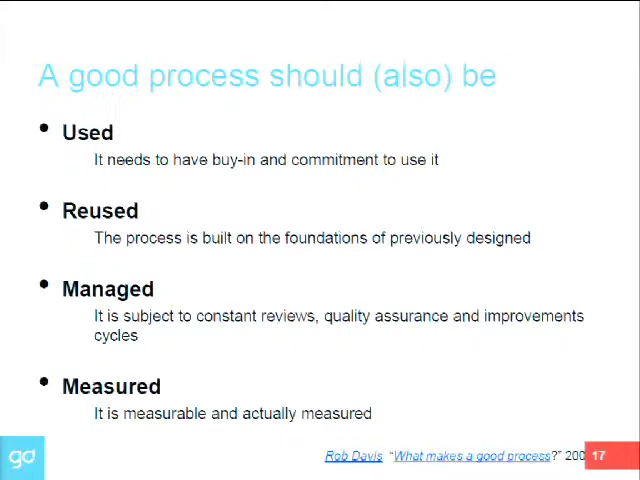 A good process should (also) be
• Used
It needs to have buy-in and commitment to use it
• Reused
The process is built on the foundations of previously designed
• Managed
It is subject to constant reviews, quality assurance and improvements
cycles
• Measured
It is measurable and actually measured
go
Rob Davis "What makes a good process?" 200
17